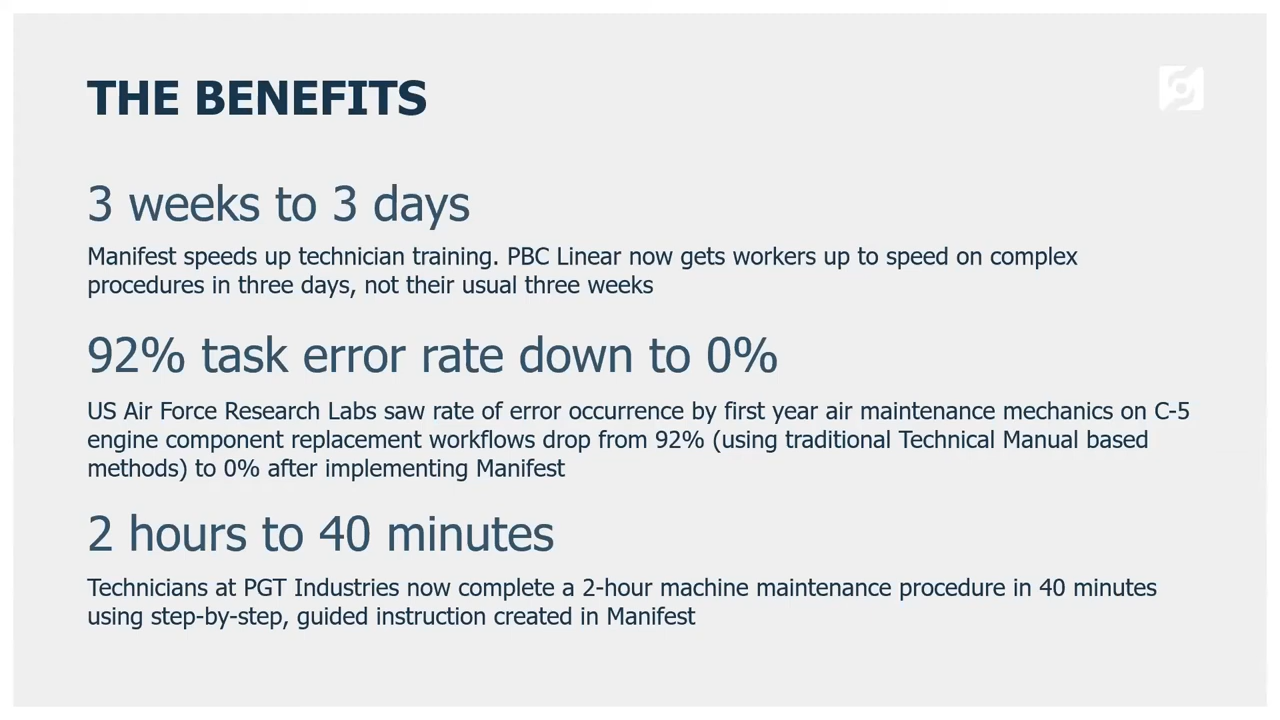 THE BENEFITS
3 weeks to 3 days
Manifest speeds up technician training. PBC Linear now gets workers up to speed on complex
procedures in three days, not their usual three weeks
92% task error rate down to 0%
US Air Force Research Labs saw rate of error occurrence by first year air maintenance mechanics on C-5
engine component replacement workflows drop from 92% (using traditional Technical Manual based
methods) to 0% after implementing Manifest
2 hours to 40 minutes
Technicians at PGT Industries now complete a 2-hour machine maintenance procedure in 40 minutes
using step-by-step, guided instruction created in Manifest